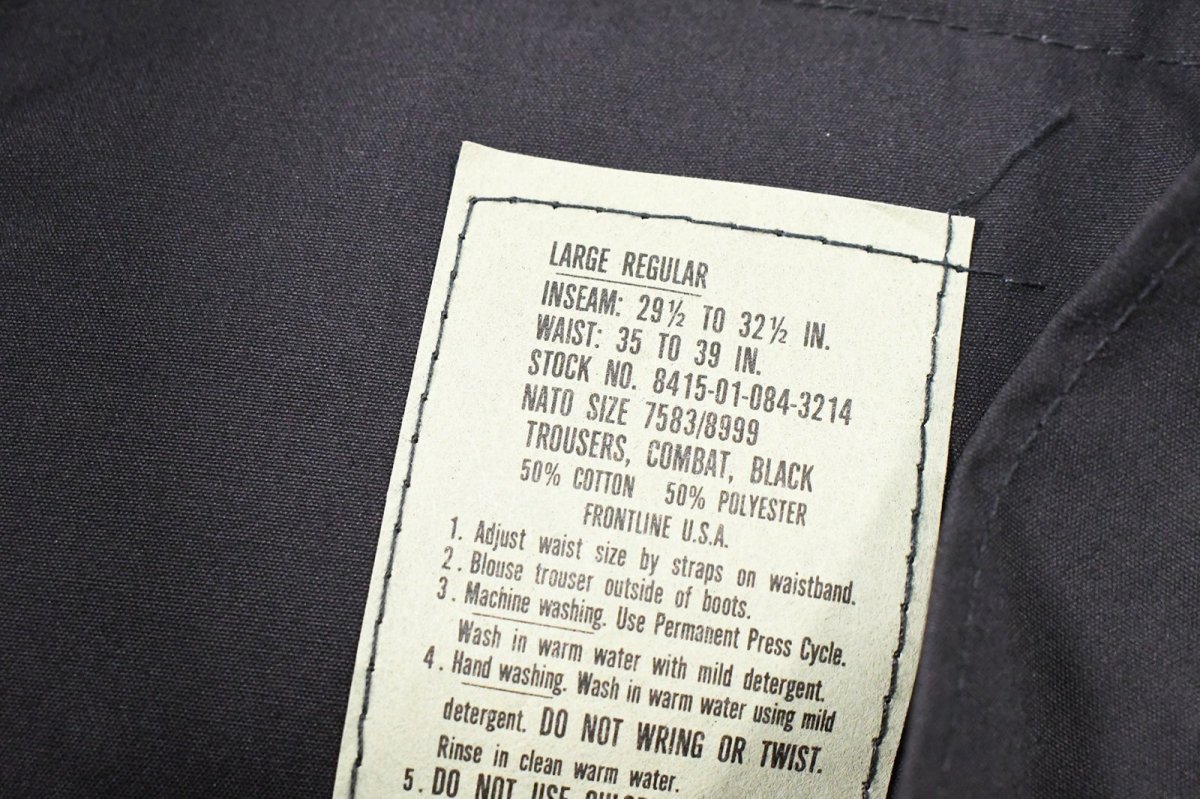 LARGE REGULAR
INSEAM: 29½ TO 32½ IN.
WAIST: 35 TO 39 IN.
STOCK NO. 8415-01-084-3214
NATO SIZE 7583/8999
TROUSERS, COMBAT, BLACK
50% COTTON 50% POLYESTER
FRONTLINE U.S.A.
1. Adjust waist size by straps on waistband.
2. Blouse trouser outside of boots.
3. Machine washing. Use Permanent Press Cycle.
Wash in warm water with mild detergent.
4. Hand washing. Wash in warm water using mild
detergent. DO NOT WRING OR TWIST.
Rinse in clean warm water.
5. DO NOT USE